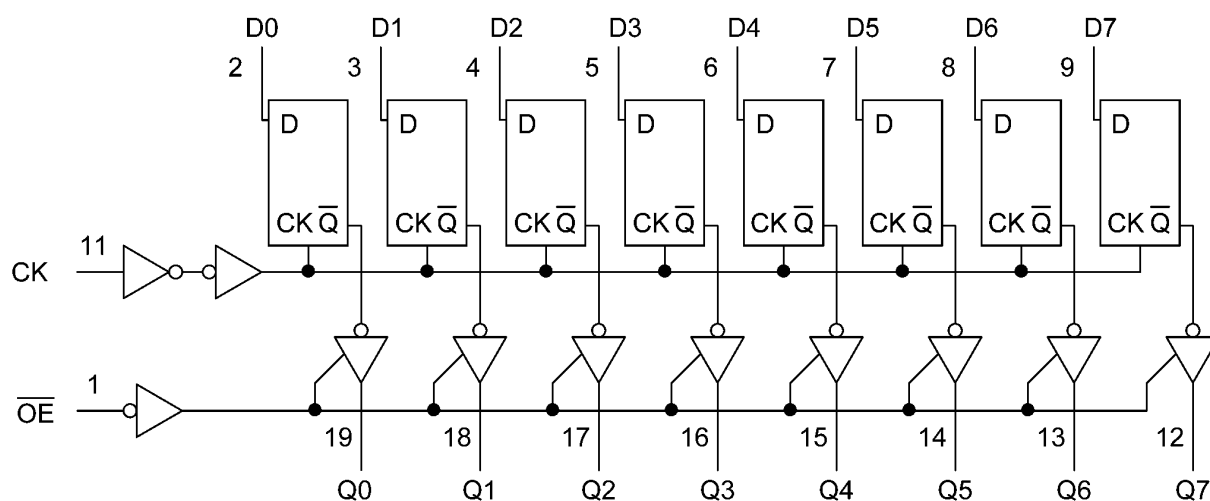 D0 D1 D2 D3 D4 D5 D6 D7
2 3 4 5 6 7 8 9
D D D D D D D D
CK Q̅ CK Q̅ CK Q̅ CK Q̅ CK Q̅ CK Q̅ CK Q̅ CK Q̅
11
CK
1
O̅E̅
19 18 17 16 15 14 13 12
Q0 Q1 Q2 Q3 Q4 Q5 Q6 Q7